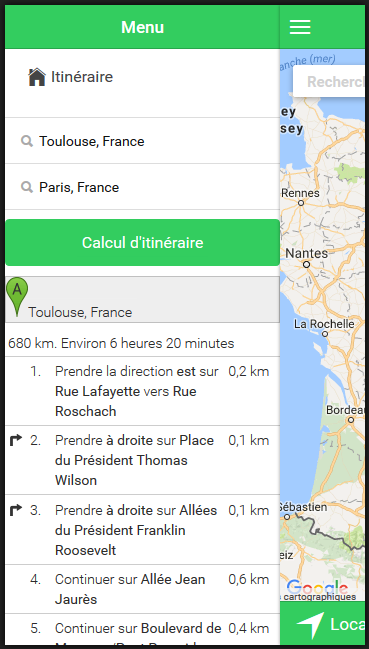 Menu
Itinéraire
Toulouse, France
Paris, France
Calcul d'itinéraire
A
Toulouse, France
680 km. Environ 6 heures 20 minutes
1. Prendre la direction est sur 0,2 km
Rue Lafayette vers Rue
Roschach
2. Prendre à droite sur Place 0,1 km
du Président Thomas
Wilson
3. Prendre à droite sur Allées 0,1 km
du Président Franklin
Roosevelt
4. Continuer sur Allée Jean 0,6 km
Jaurès
5. Boulevard de 0,4 km
Continuer sur
anche (mer)
Recherc
ey
sey
Rennes
Nantes
La Rochelle
Bordeau
Sébastien
eiz
Google
cartographiques
Loca